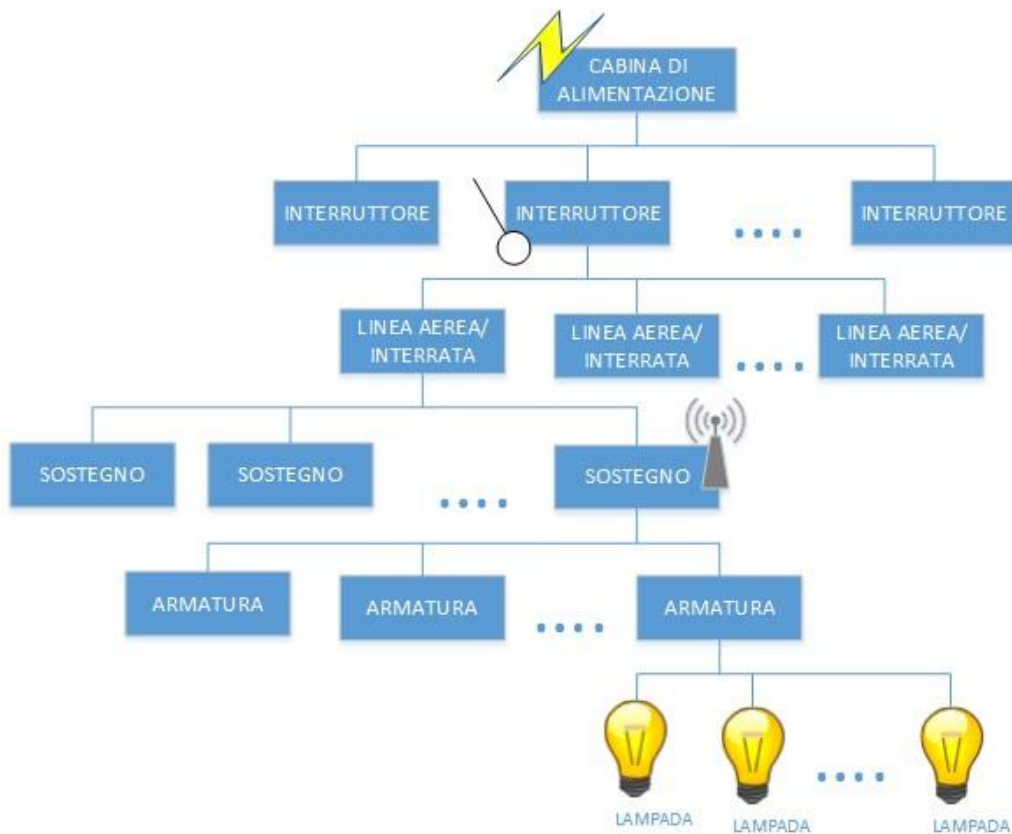 CABINA DI
ALIMENTAZIONE
INTERRUTTORE
INTERRUTTORE
INTERRUTTORE
LINEA AEREA/
INTERRATA
LINEA AEREA/
INTERRATA
LINEA AEREA/
INTERRATA
SOSTEGNO
SOSTEGNO
SOSTEGNO
ARMATURA
ARMATURA
ARMATURA
LAMPADA
LAMPADA
LAMPADA